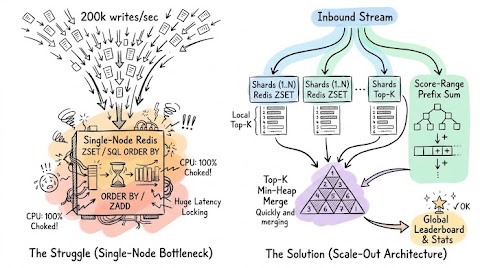 200k writes/sec
Single-Node Redis
ZSET / SQL ORDER BY
CPU: 100%
Choked!
ORDER BY /
ZADD
CPU: 100%
Choked!
Huge Latency
Locking
The Struggle (Single-Node Bottleneck)
Inbound Stream
Shards (1..N)
Redis ZSET
Shards (1..N)
Redis ZSET
...
Shards
Top-K
Local
Top-K
Score-Range
Prefix Sum
Top-K
Min-Heap
Merge
Quickly and
merging
OK
Global
Leaderboard
& Stats
The Solution (Scale-Out Architecture)